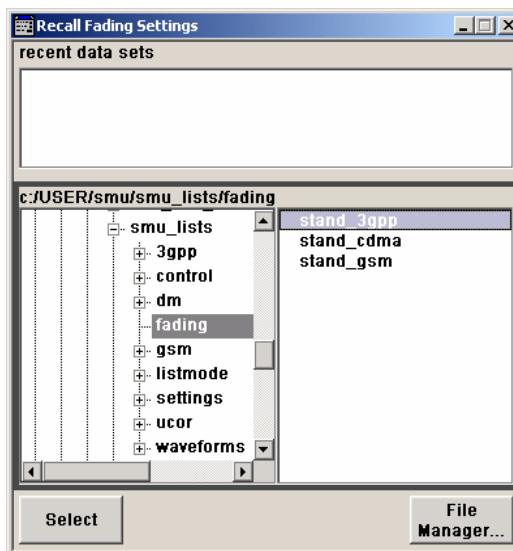 Recall Fading Settings
recent data sets
c:/USER/smu/smu_lists/fading
smu_lists
3gpp
control
dm
fading
gsm
listmode
settings
ucor
waveforms
stand_3gpp
stand_cdma
stand_gsm
Select
File
Manager...